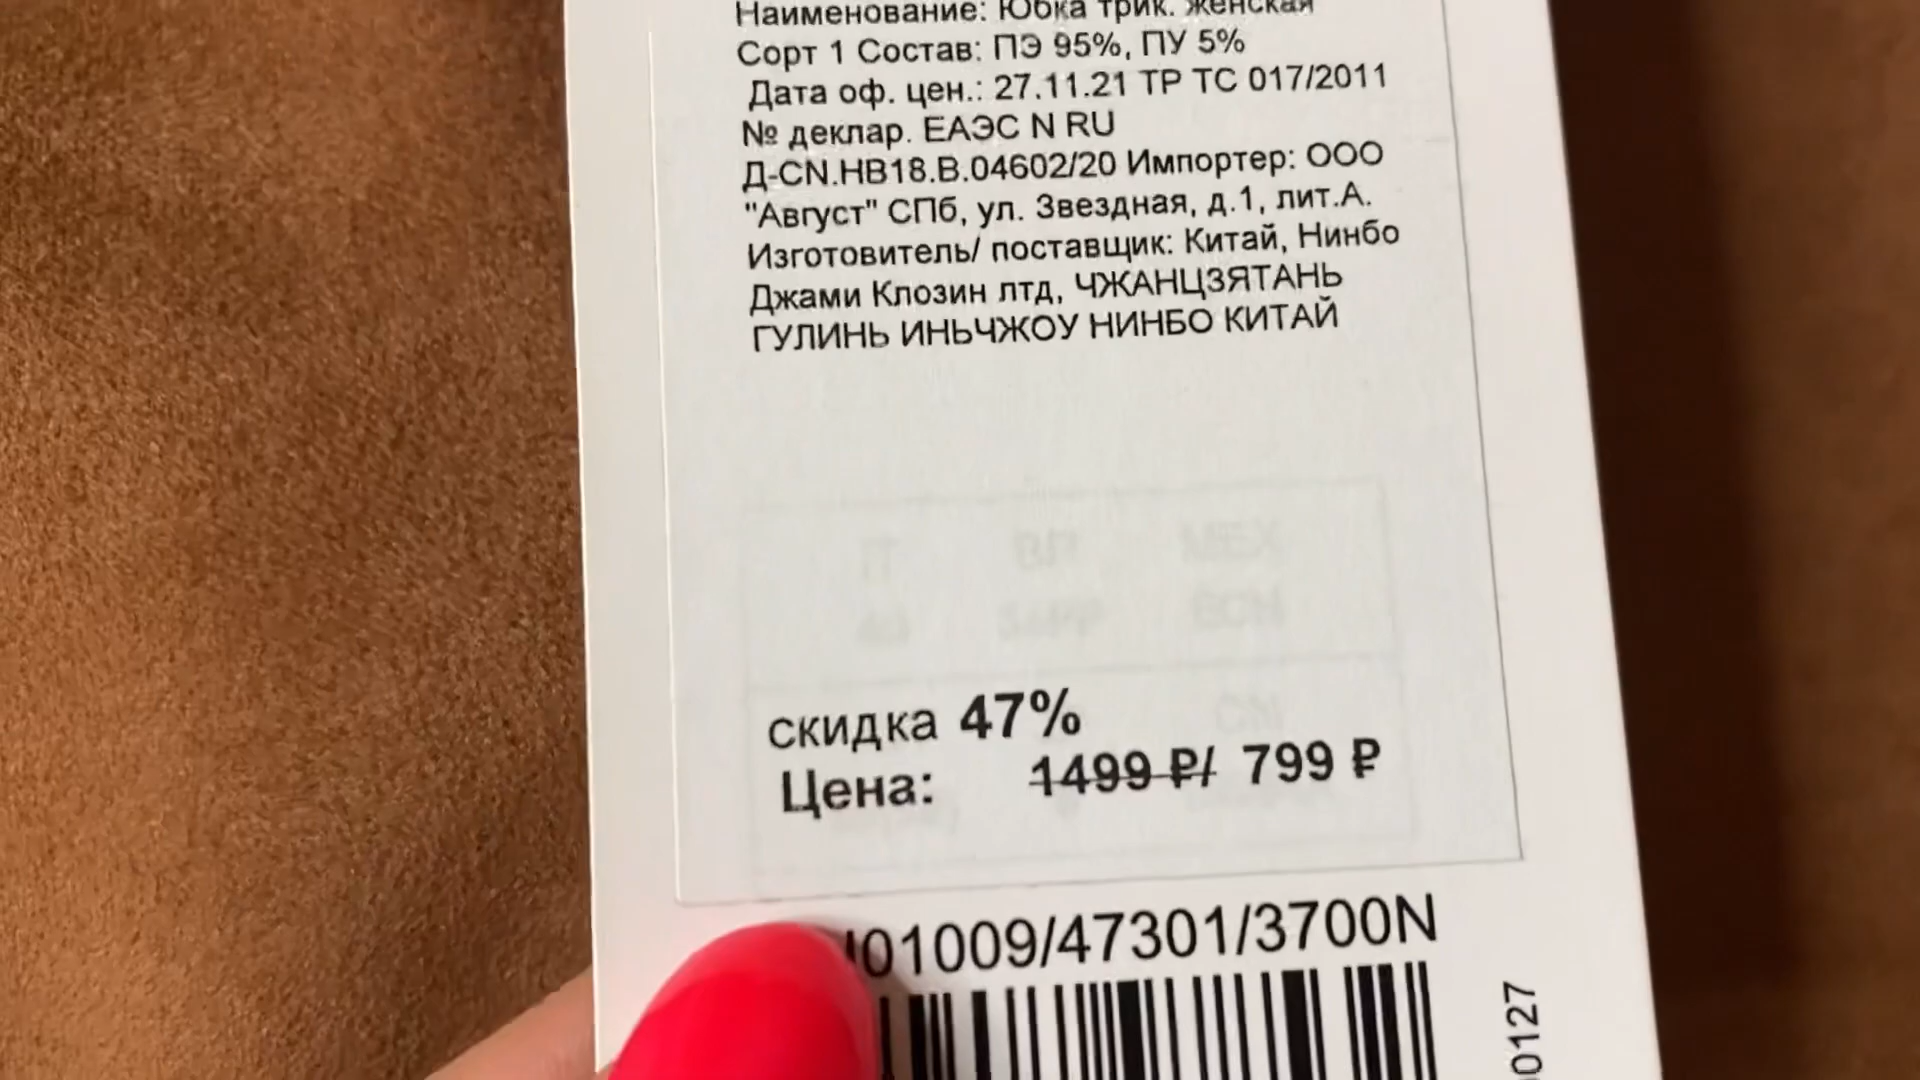 Наименование: Юбка трик. женская
Сорт 1 Состав: ПЭ 95%, ПУ 5%
Дата оф. цен.: 27.11.21 ТР ТС 017/2011
№ деклар. ЕАЭС N RU
Д-CN.НВ18.В.04602/20 Импортер: ООО
"Август" СПб, ул. Звездная, д.1, лит.А.
Изготовитель/ поставщик: Китай, Нинбо
Джами Клозин лтд, ЧЖАНЦЗЯТАНЬ
ГУЛИНЬ ИНЬЧЖОУ НИНБО КИТАЙ
скидка 47%
Цена: 1499 ₽/ 799 ₽
01009/47301/3700N
00127